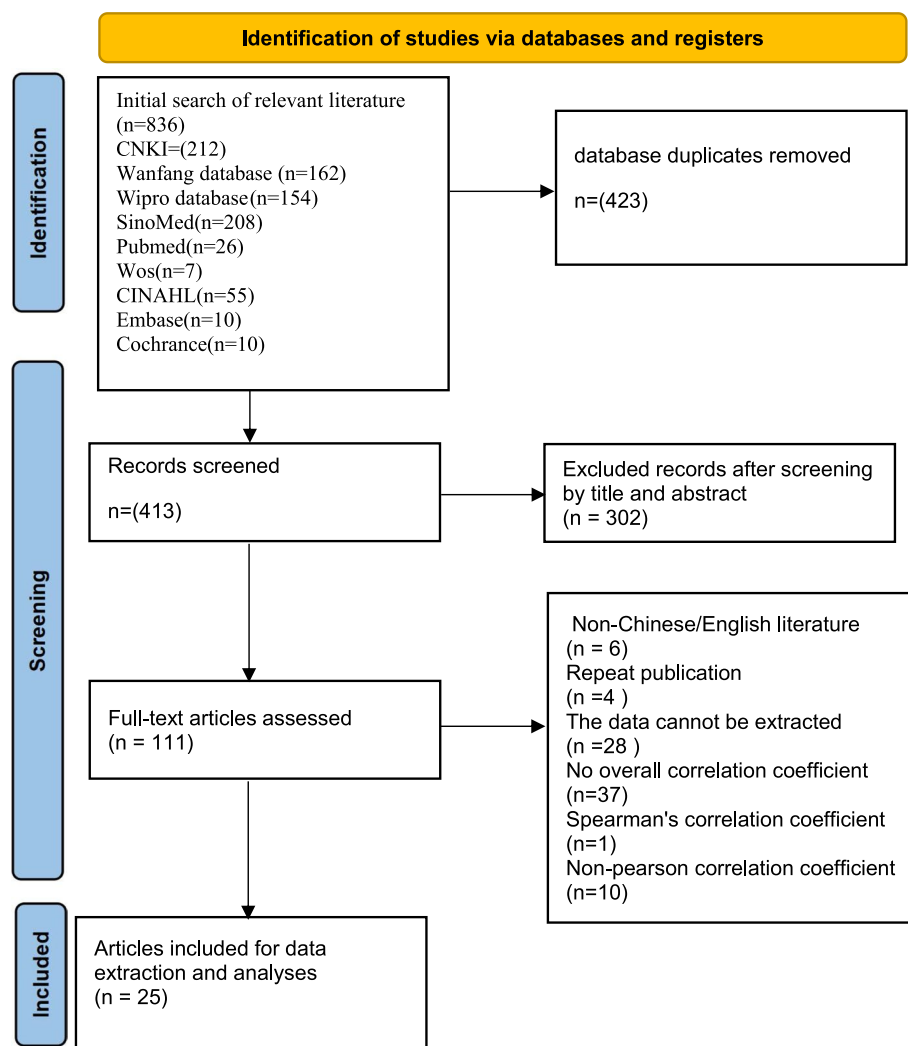 Identification of studies via databases and registers
Identification
Initial search of relevant literature
(n=836)
CNKI=(212)
Wanfang database (n=162)
Wipro database(n=154)
SinoMed(n=208)
Pubmed(n=26)
Wos(n=7)
CINAHL(n=55)
Embase(n=10)
Cochrance(n=10)
database duplicates removed
n=(423)
Screening
Records screened
n=(413)
Excluded records after screening
by title and abstract
(n = 302)
Full-text articles assessed
(n = 111)
Non-Chinese/English literature
(n = 6)
Repeat publication
(n =4 )
The data cannot be extracted
(n =28 )
No overall correlation coefficient
(n=37)
Spearman's correlation coefficient
(n=1)
Non-pearson correlation coefficient
(n=10)
Included
Articles included for data
extraction and analyses
(n = 25)